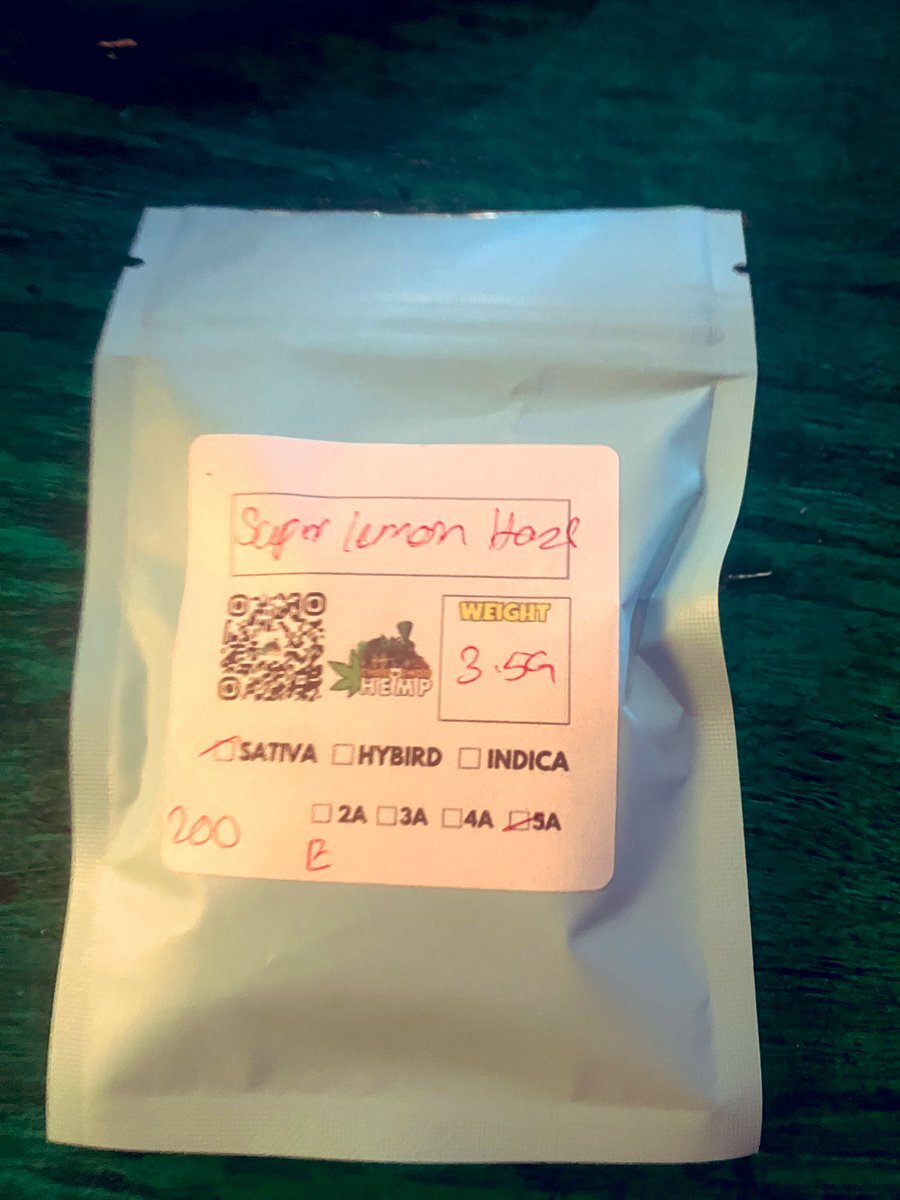 Super lemon Haze
WEIGHT
3.5G
HEMP
SATIVA HYBIRD INDICA
2A 3A 4A 5A
200
E